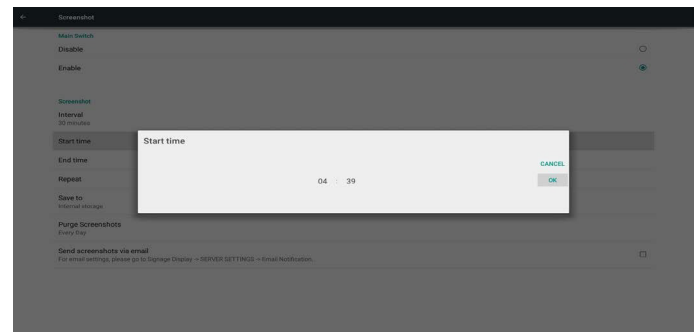 ← Screenshot
Main Switch
Disable
Enable
Screenshot
Interval
30 minutes
Start time
Start time
End time
CANCEL
04 : 39
OK
Repeat
Save to
Internal storage
Purge Screenshots
Every Day
Send screenshots via email
For email settings, please go to Signage Display -> SERVER SETTINGS -> Email Notification.